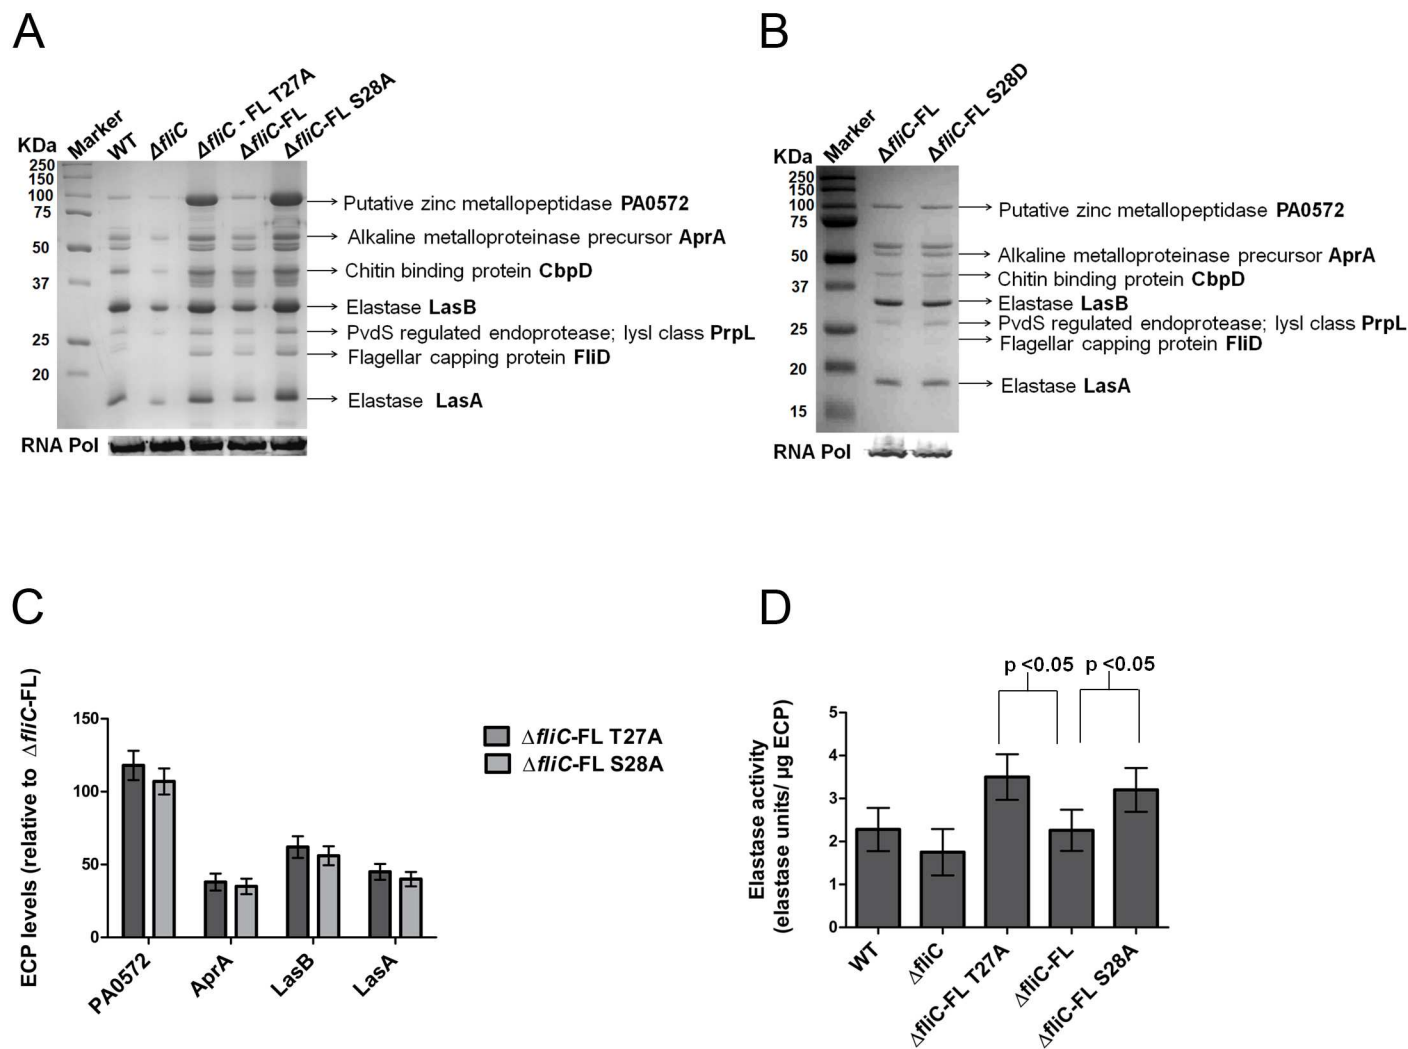 A
KDa
Marker
WT
ΔfliC
ΔfliC - FL T27A
ΔfliC-FL
ΔfliC-FL S28A
250
150
100
75
50
37
25
20
Putative zinc metallopeptidase PA0572
Alkaline metalloproteinase precursor AprA
Chitin binding protein CbpD
Elastase LasB
PvdS regulated endoprotease; lysI class PrpL
Flagellar capping protein FliD
Elastase LasA
RNA Pol
B
KDa
Marker
ΔfliC-FL
ΔfliC-FL S28D
250
150
100
75
50
37
25
20
15
Putative zinc metallopeptidase PA0572
Alkaline metalloproteinase precursor AprA
Chitin binding protein CbpD
Elastase LasB
PvdS regulated endoprotease; lysI class PrpL
Flagellar capping protein FliD
Elastase LasA
RNA Pol
C
ECP levels (relative to ΔfliC-FL)
150
100
50
0
PA0572
AprA
LasB
LasA
ΔfliC-FL T27A
ΔfliC-FL S28A
D
Elastase activity
(elastase units/ µg ECP)
p <0.05
p <0.05
5
4
3
2
1
0
WT
ΔfliC
ΔfliC-FL T27A
ΔfliC-FL
ΔfliC-FL S28A